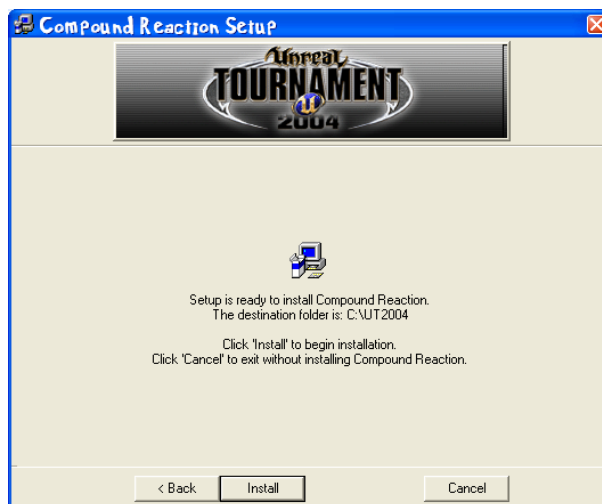 Compound Reaction Setup
Unreal
TOURNAMENT
2004
Setup is ready to install Compound Reaction.
The destination folder is: C:\UT2004
Click 'Install' to begin installation.
Click 'Cancel' to exit without installing Compound Reaction.
< Back Install Cancel